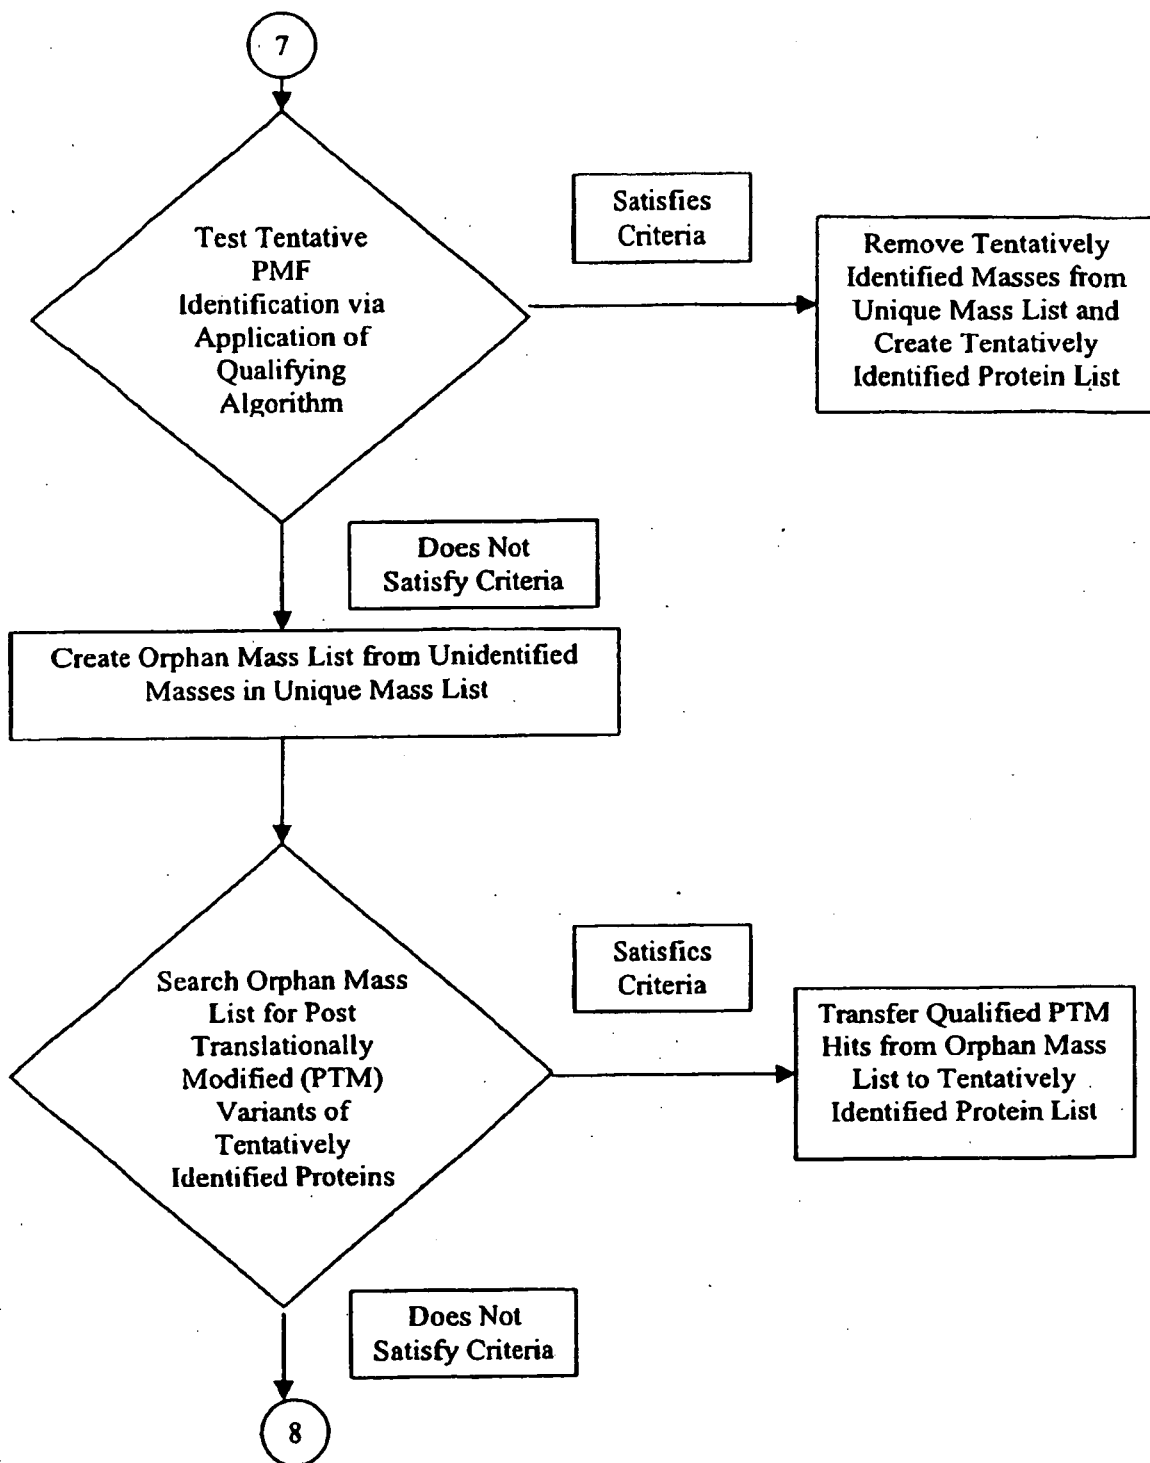 7
Test Tentative
PMF
Identification via
Application of
Qualifying
Algorithm
Satisfies
Criteria
Remove Tentatively
Identified Masses from
Unique Mass List and
Create Tentatively
Identified Protein List
Does Not
Satisfy Criteria
Create Orphan Mass List from Unidentified
Masses in Unique Mass List
Search Orphan Mass
List for Post
Translationally
Modified (PTM)
Variants of
Tentatively
Identified Proteins
Satisfies
Criteria
Transfer Qualified PTM
Hits from Orphan Mass
List to Tentatively
Identified Protein List
Does Not
Satisfy Criteria
8